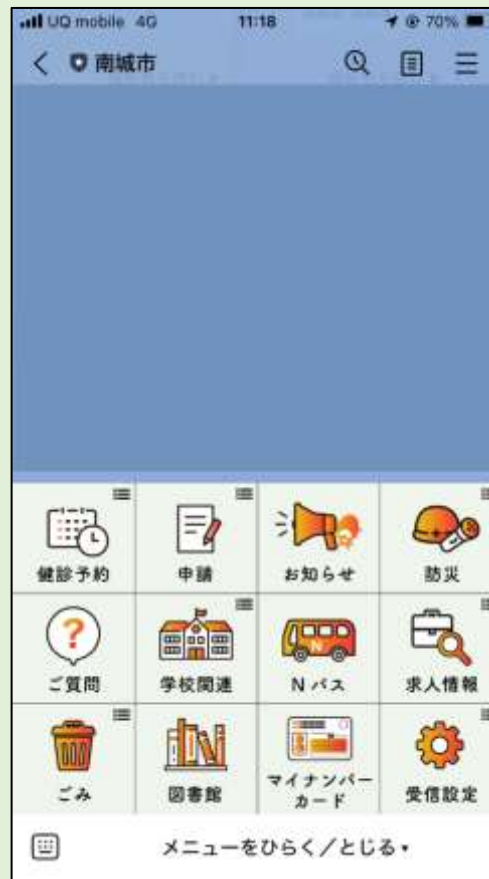 UQ mobile 4G 11:18 70%
南城市
健診予約 申請 お知らせ 防災
ご質問 学校関連 Nバス 求人情報
ごみ 図書館 マイナンバーカード 受信設定
メニューをひらく／とじる▾